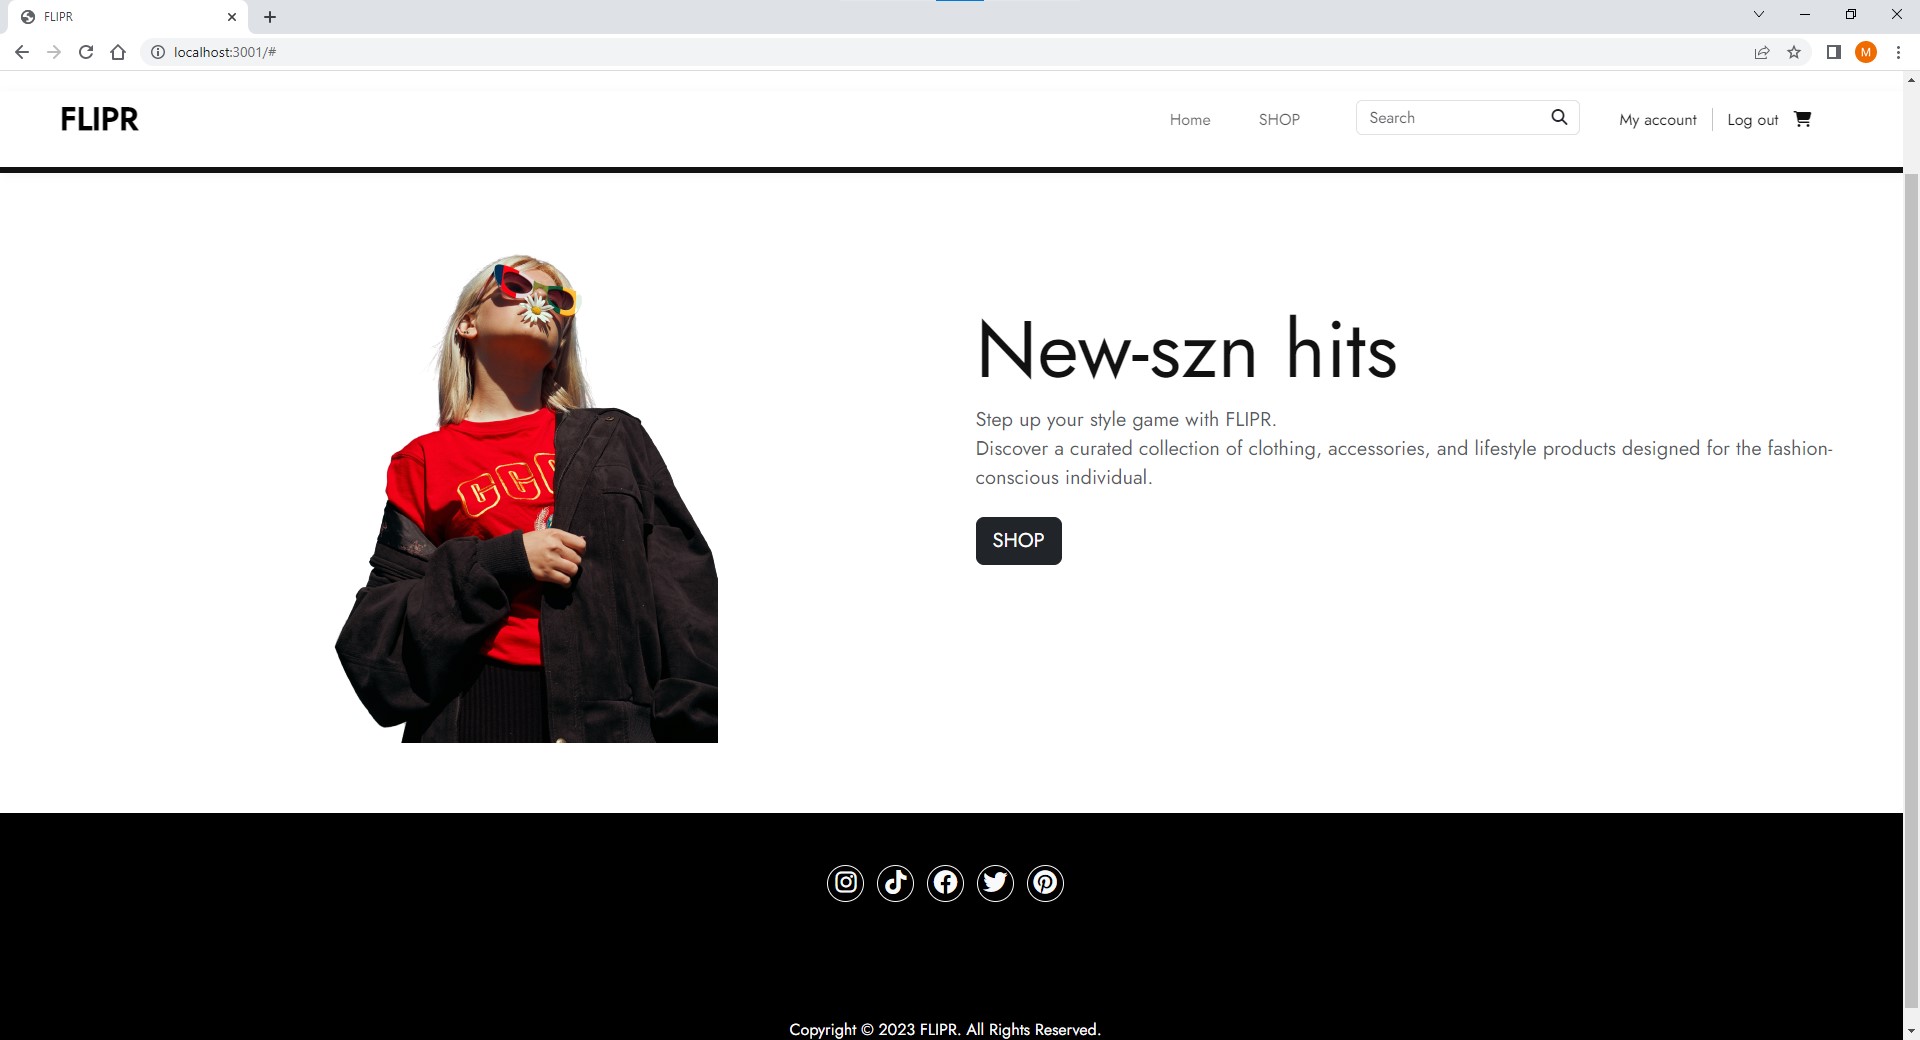 FLIPR
localhost:3001/#
M
FLIPR
Home
SHOP
Search
My account
Log out
New-szn hits
Step up your style game with FLIPR.
Discover a curated collection of clothing, accessories, and lifestyle products designed for the fashion-
conscious individual.
SHOP
Copyright © 2023 FLIPR. All Rights Reserved.